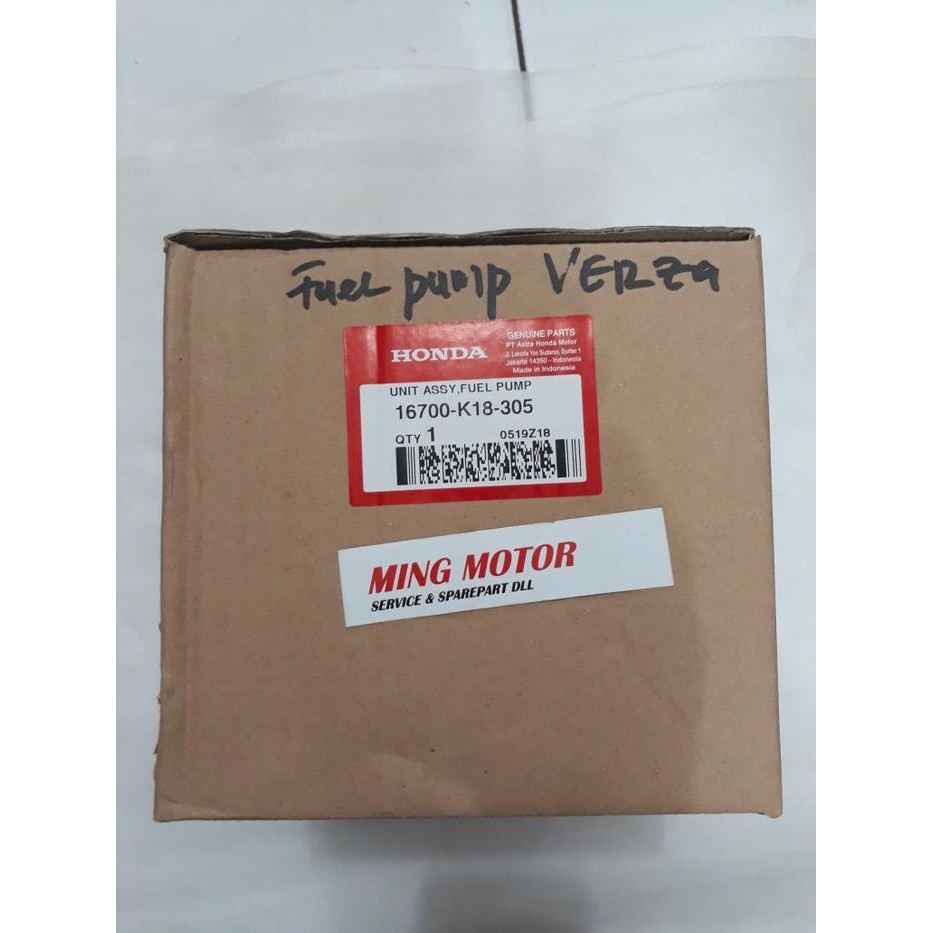 Fuel pump VERZA
HONDA
GENUINE PARTS
PT Astra Honda Motor
Jl. Laksda Yos Sudarso, Sunter 1
Jakarta 14350 - Indonesia
Made in Indonesia
UNIT ASSY,FUEL PUMP
16700-K18-305
QTY 1 0519Z18
MING MOTOR
SERVICE & SPAREPART DLL